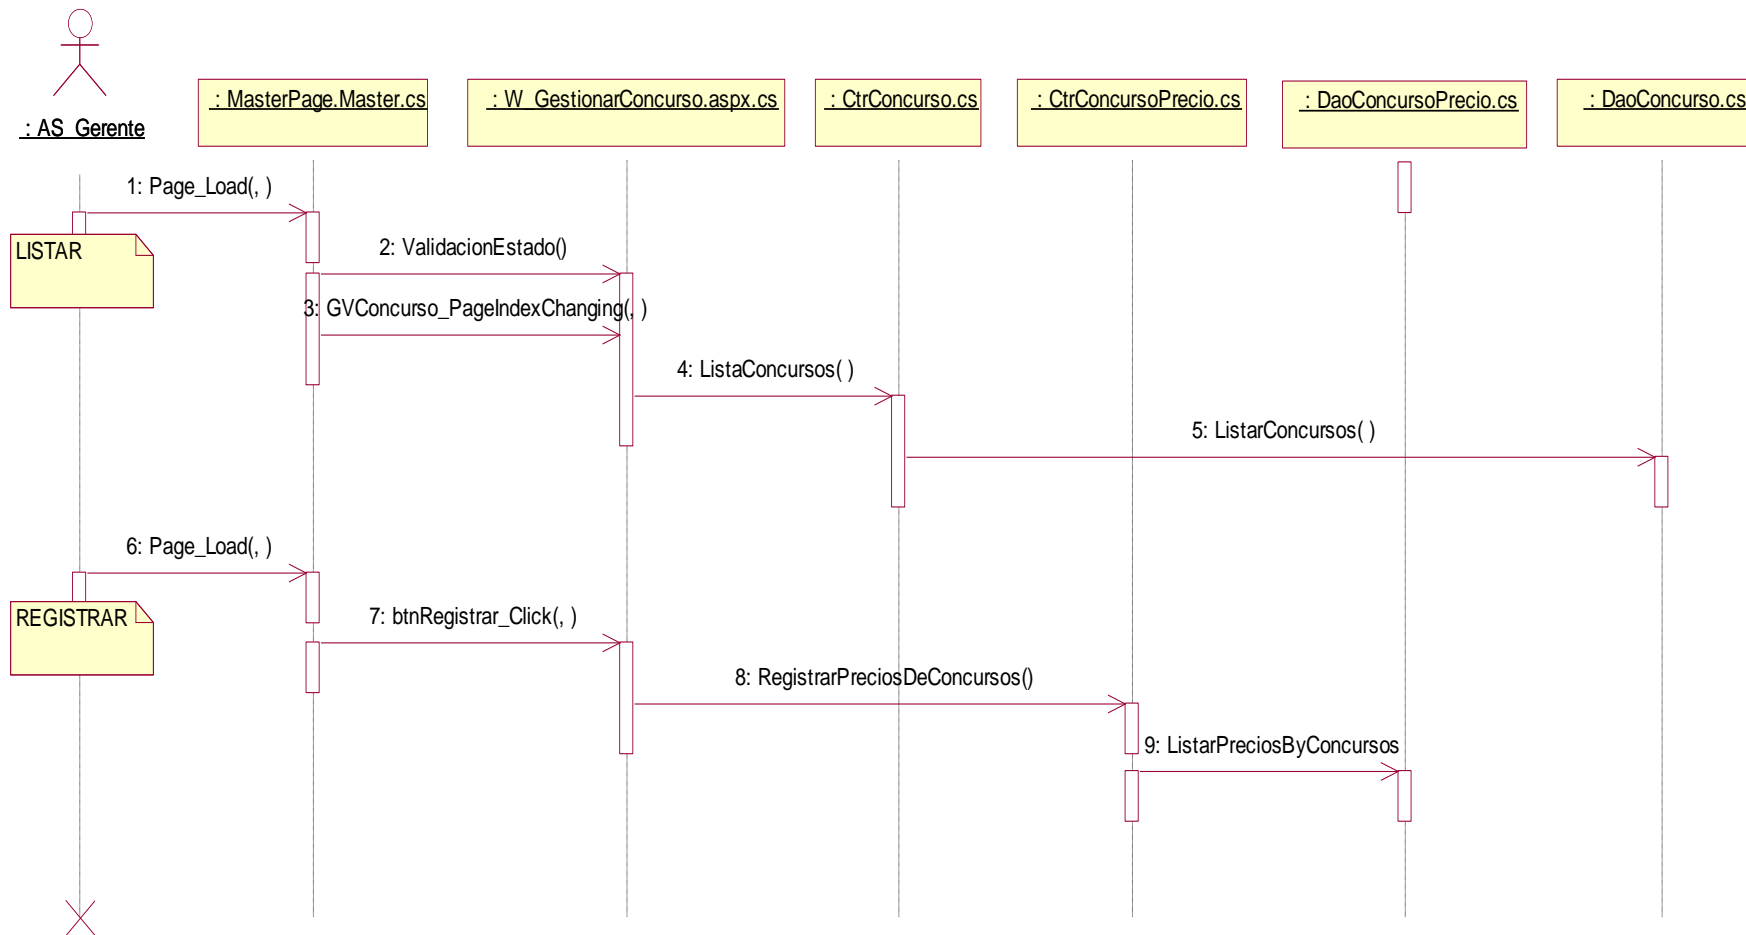 : AS_Gerente
: MasterPage.Master.cs
: W_GestionarConcurso.aspx.cs
: CtrConcurso.cs
: CtrConcursoPrecio.cs
: DaoConcursoPrecio.cs
: DaoConcurso.cs
1: Page_Load(, )
LISTAR
2: ValidacionEstado()
3: GVConcurso_PageIndexChanging(, )
4: ListaConcursos( )
5: ListarConcursos( )
6: Page_Load(, )
REGISTRAR
7: btnRegistrar_Click(, )
8: RegistrarPreciosDeConcursos()
9: ListarPreciosByConcursos